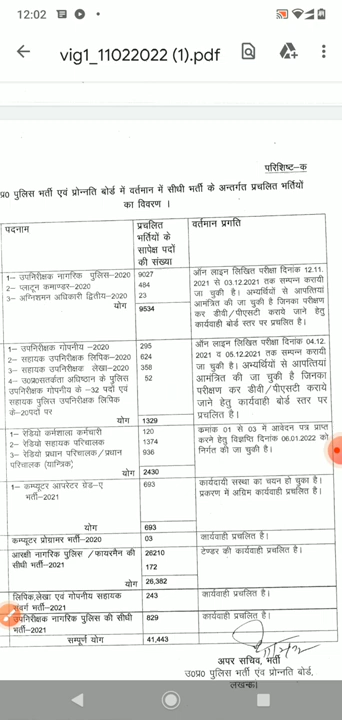 12:02
vig1_11022022 (1).pdf
परिशिष्ट-क
प्र0 पुलिस भर्ती एवं प्रोन्नति बोर्ड में वर्तमान में सीधी भर्ती के अन्तर्गत प्रचलित भर्तियों
का विवरण ।
पदनाम
प्रचलित
भर्तियों के
सापेक्ष पदों
की संख्या
वर्तमान प्रगति
1- उपनिरीक्षक नागरिक पुलिस-2020 9027
2- प्लाटून कमाण्डर-2020 484
3- अग्निशमन अधिकारी द्वितीय-2020 23
योग 9534
ऑन लाइन लिखित परीक्षा दिनांक 12.11.
2021 से 03.12.2021 तक सम्पन्न करायी
जा चुकी है। अभ्यर्थियों से आपत्तियां
आमंत्रित की जा चुकी है जिनका परीक्षण
कर डीवी/पीएसटी कराये जाने हेतु
कार्यवाही बोर्ड स्तर पर प्रचलित है।
1- उपनिरीक्षक गोपनीय -2020 295
2- सहायक उपनिरीक्षक लिपिक-2020 624
3- सहायक उपनिरीक्षक लेखा-2020 358
4- उ0प्र0सतर्कता अधिष्ठान के पुलिस 52
उपनिरीक्षक गोपनीय के -32 पदों एवं
सहायक पुलिस उपनिरीक्षक लिपिक
के-20पदों पर
योग 1329
ऑन लाइन लिखित परीक्षा दिनांक 04.12.
2021 व 05.12.2021 तक सम्पन्न करायी
जा चुकी है। अभ्यर्थियों से आपत्तियां
आमंत्रित की जा चुकी है जिनका
परीक्षण कर डीवी/पीएसटी कराये
जाने हेतु कार्यवाही बोर्ड स्तर पर
प्रचलित है।
1- रेडियो कर्मशाला कर्मचारी 120
2- रेडियो सहायक परिचालक 1374
3- रेडियो प्रधान परिचालक/प्रधान 936
परिचालक (यान्त्रिक)
योग 2430
कमांक 01 से 03 मे आवेदन पत्र प्राप्त
करने हेतु विज्ञप्ति दिनांक 06.01.2022 को
निर्गत की जा चुकी है।
1- कम्प्यूटर आपरेटर ग्रेड-ए 693
भर्ती-2021
योग 693
कार्यदायी संस्था का चयन हो चुका है।
प्रकरण में अग्रिम कार्यवाही प्रचलित है।
कम्प्यूटर प्रोग्रामर भर्ती-2020 03 कार्यवाही प्रचलित है।
आरक्षी नागरिक पुलिस /फायरमैन की 26210 टेण्डर की कार्यवाही प्रचलित है।
सीधी भर्ती-2021 172
योग 26,382
लिपिक,लेखा एवं गोपनीय सहायक 243 कार्यवाही प्रचलित है।
संवर्ग भर्ती-2021
उपनिरीक्षक नागरिक पुलिस की सीधी 829 कार्यवाही प्रचलित है।
भर्ती-2021
सम्पूर्ण योग 41,443
अपर सचिव, भर्ती
उ0प्र0 पुलिस भर्ती एवं प्रोन्नति बोर्ड,
लखनऊ।